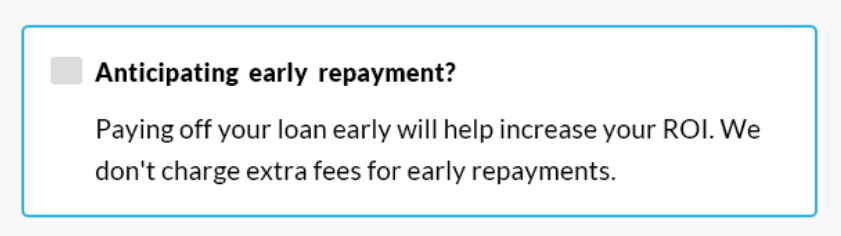 Anticipating early repayment?
Paying off your loan early will help increase your ROI. We
don't charge extra fees for early repayments.